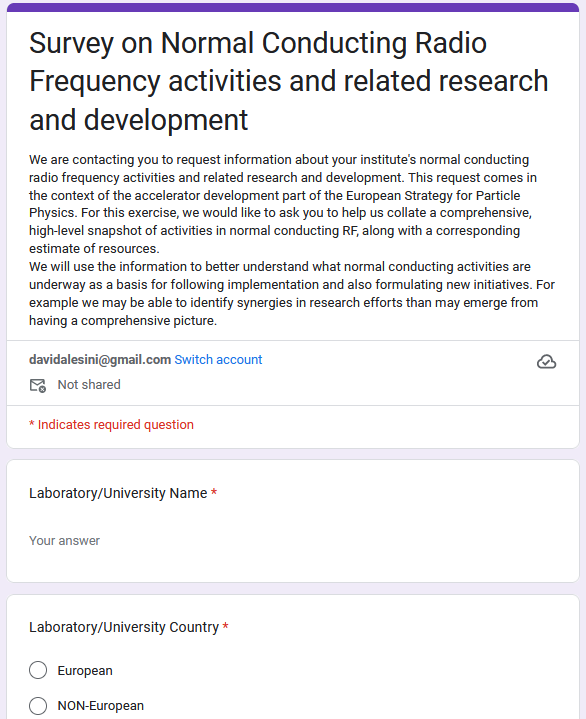 Survey on Normal Conducting Radio
Frequency activities and related research
and development
We are contacting you to request information about your institute's normal conducting
radio frequency activities and related research and development. This request comes in
the context of the accelerator development part of the European Strategy for Particle
Physics. For this exercise, we would like to ask you to help us collate a comprehensive,
high-level snapshot of activities in normal conducting RF, along with a corresponding
estimate of resources.
We will use the information to better understand what normal conducting activities are
underway as a basis for following implementation and also formulating new initiatives. For
example we may be able to identify synergies in research efforts than may emerge from
having a comprehensive picture.
davidalesini@gmail.com Switch account
Not shared
* Indicates required question
Laboratory/University Name *
Your answer
Laboratory/University Country *
European
NON-European